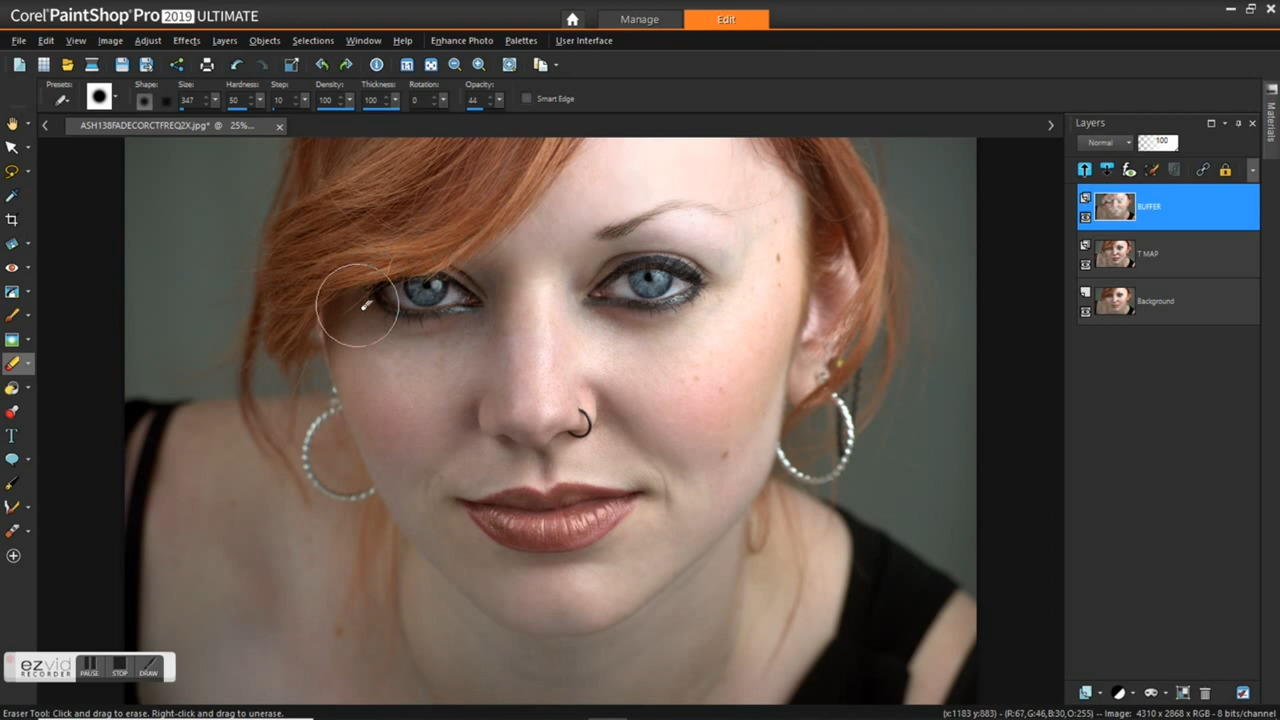 Corel PaintShop Pro 2019 ULTIMATE
Manage
Edit
File Edit View Image Adjust Effects Layers Objects Selections Window Help Enhance Photo Palettes User Interface
Presets: Shape: Size: Hardness: Step: Density: Thickness: Rotation: Opacity:
347 50 10 100 100 0 44 Smart Edge
ASH138FADECORCTFREQ2X.jpg* @ 25%...
Layers
Materials
Normal 100
BUFFER
T MAP
Background
ezvid
RECORDER
PAUSE STOP DRAW
Eraser Tool: Click and drag to erase. Right-click and drag to unerase.
(x:1183 y:883) -- (R:67,G:46,B:30,O:255) -- Image: 4310 x 2868 x RGB - 8 bits/channel